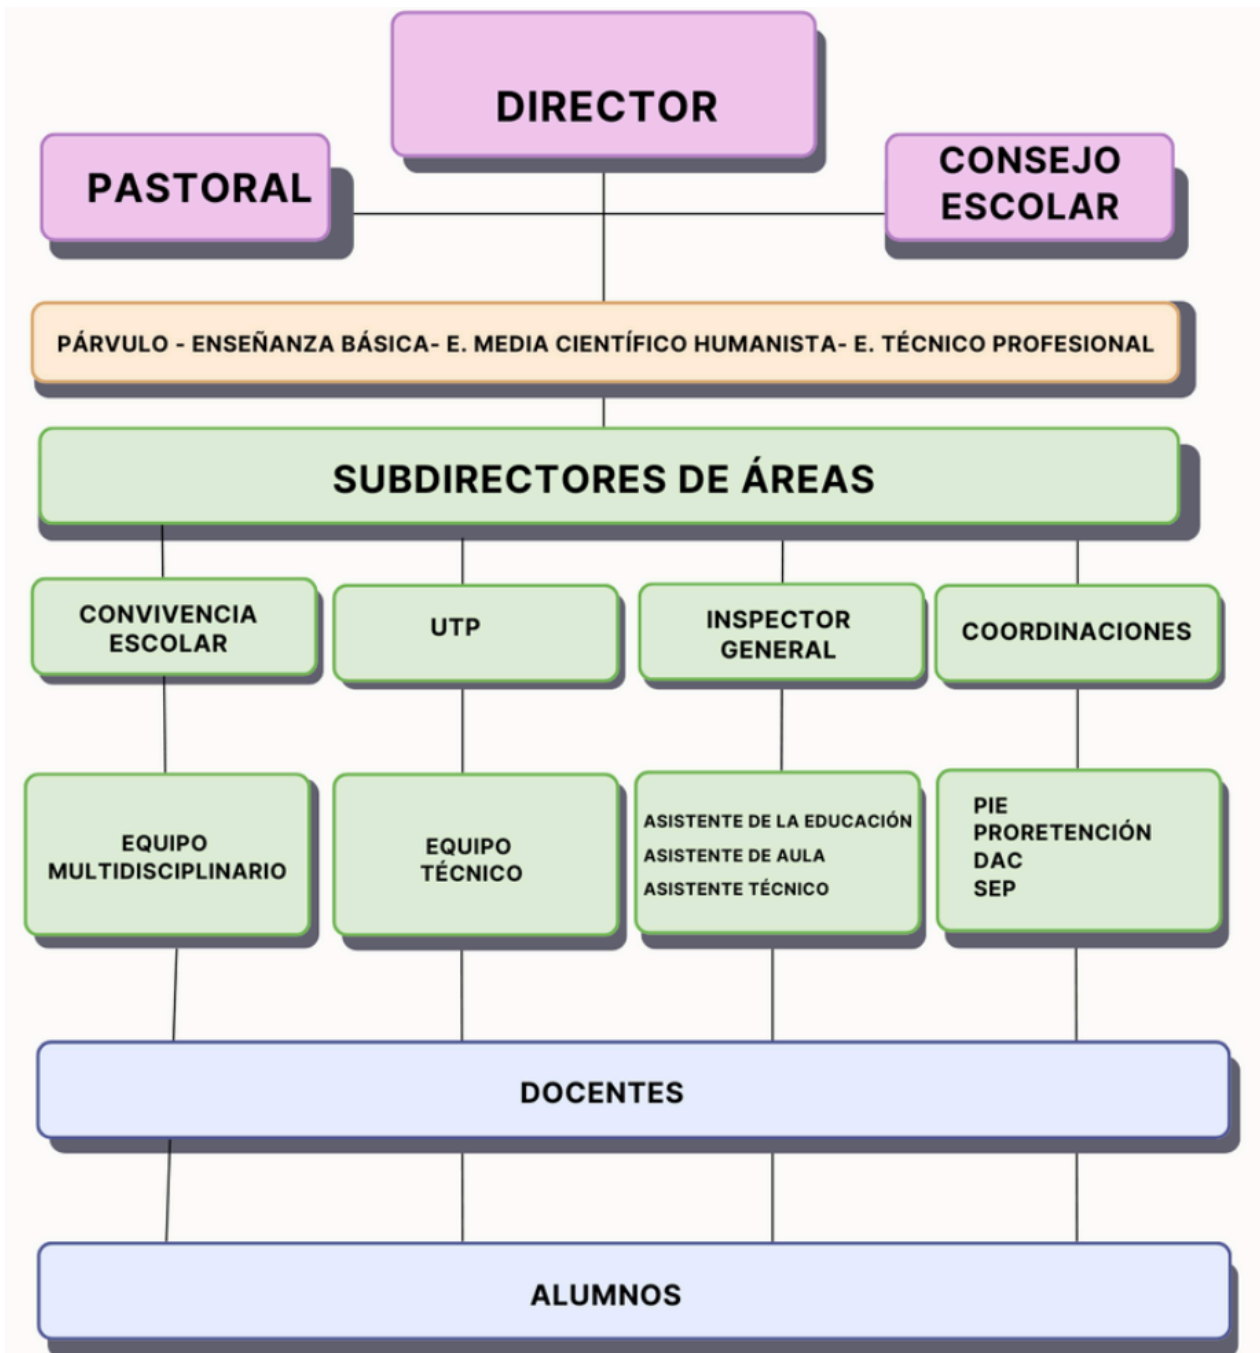 DIRECTOR
PASTORAL
CONSEJO
ESCOLAR
PÁRVULO - ENSEÑANZA BÁSICA- E. MEDIA CIENTÍFICO HUMANISTA- E. TÉCNICO PROFESIONAL
SUBDIRECTORES DE ÁREAS
CONVIVENCIA
ESCOLAR
UTP
INSPECTOR
GENERAL
COORDINACIONES
EQUIPO
MULTIDISCIPLINARIO
EQUIPO
TÉCNICO
ASISTENTE DE LA EDUCACIÓN
ASISTENTE DE AULA
ASISTENTE TÉCNICO
PIE
PRORETENCIÓN
DAC
SEP
DOCENTES
ALUMNOS